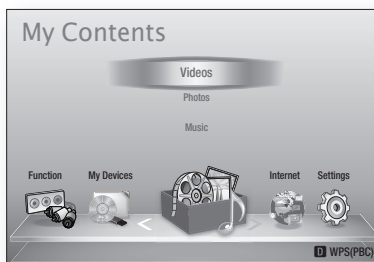 My Contents
Videos
Photos
Music
Function My Devices Internet Settings
D WPS(PBC)